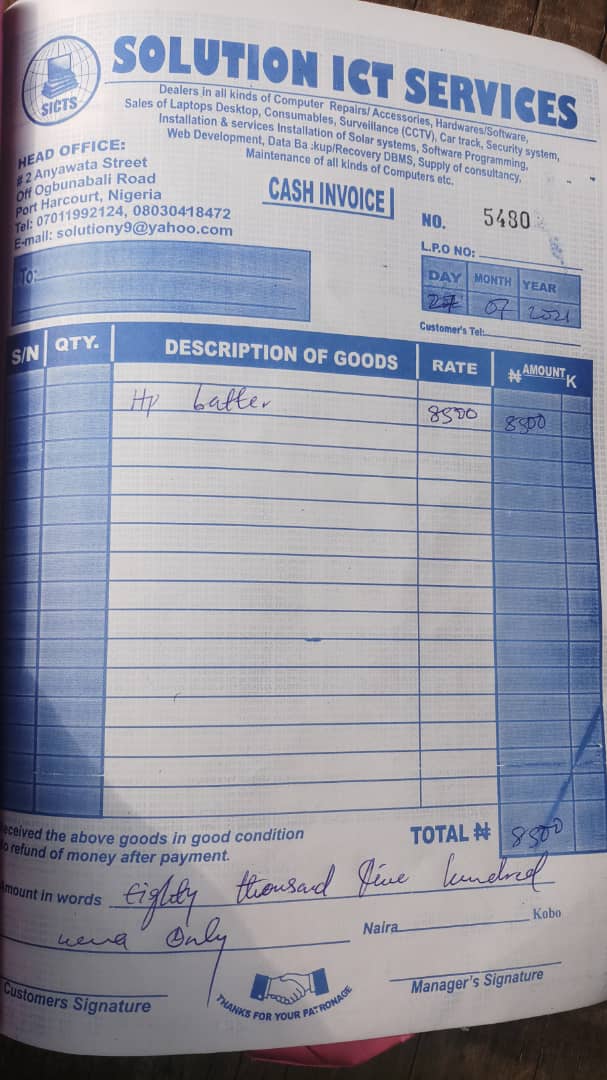 SICTS
SOLUTION ICT SERVICES
Dealers in all kinds of Computer Repairs/ Accessories, Hardwares/Software,
Sales of Laptops Desktop, Consumables, Surveillance (CCTV), Car track, Security system,
Installation & services Installation of Solar systems, Software Programming,
Web Development, Data Ba :kup/Recovery DBMS, Supply of consultancy,
Maintenance of all kinds of Computers etc.
HEAD OFFICE:
# 2 Anyawata Street
Off Ogbunabali Road
Port Harcourt, Nigeria
Tel: 07011992124, 08030418472
E-mail: solutiony9@yahoo.com
CASH INVOICE
NO. 5480
L.P.O NO:
To:
DAY MONTH YEAR
27 07 2021
Customer's Tel:
S/N QTY. DESCRIPTION OF GOODS RATE ₦ AMOUNT K
Hp batter 8500 8500
eceived the above goods in good condition
o refund of money after payment.
TOTAL ₦ 8500
mount in words Eighty thousand five hundred
Only
Naira Kobo
Customers Signature
THANKS FOR YOUR PATRONAGE
Manager's Signature